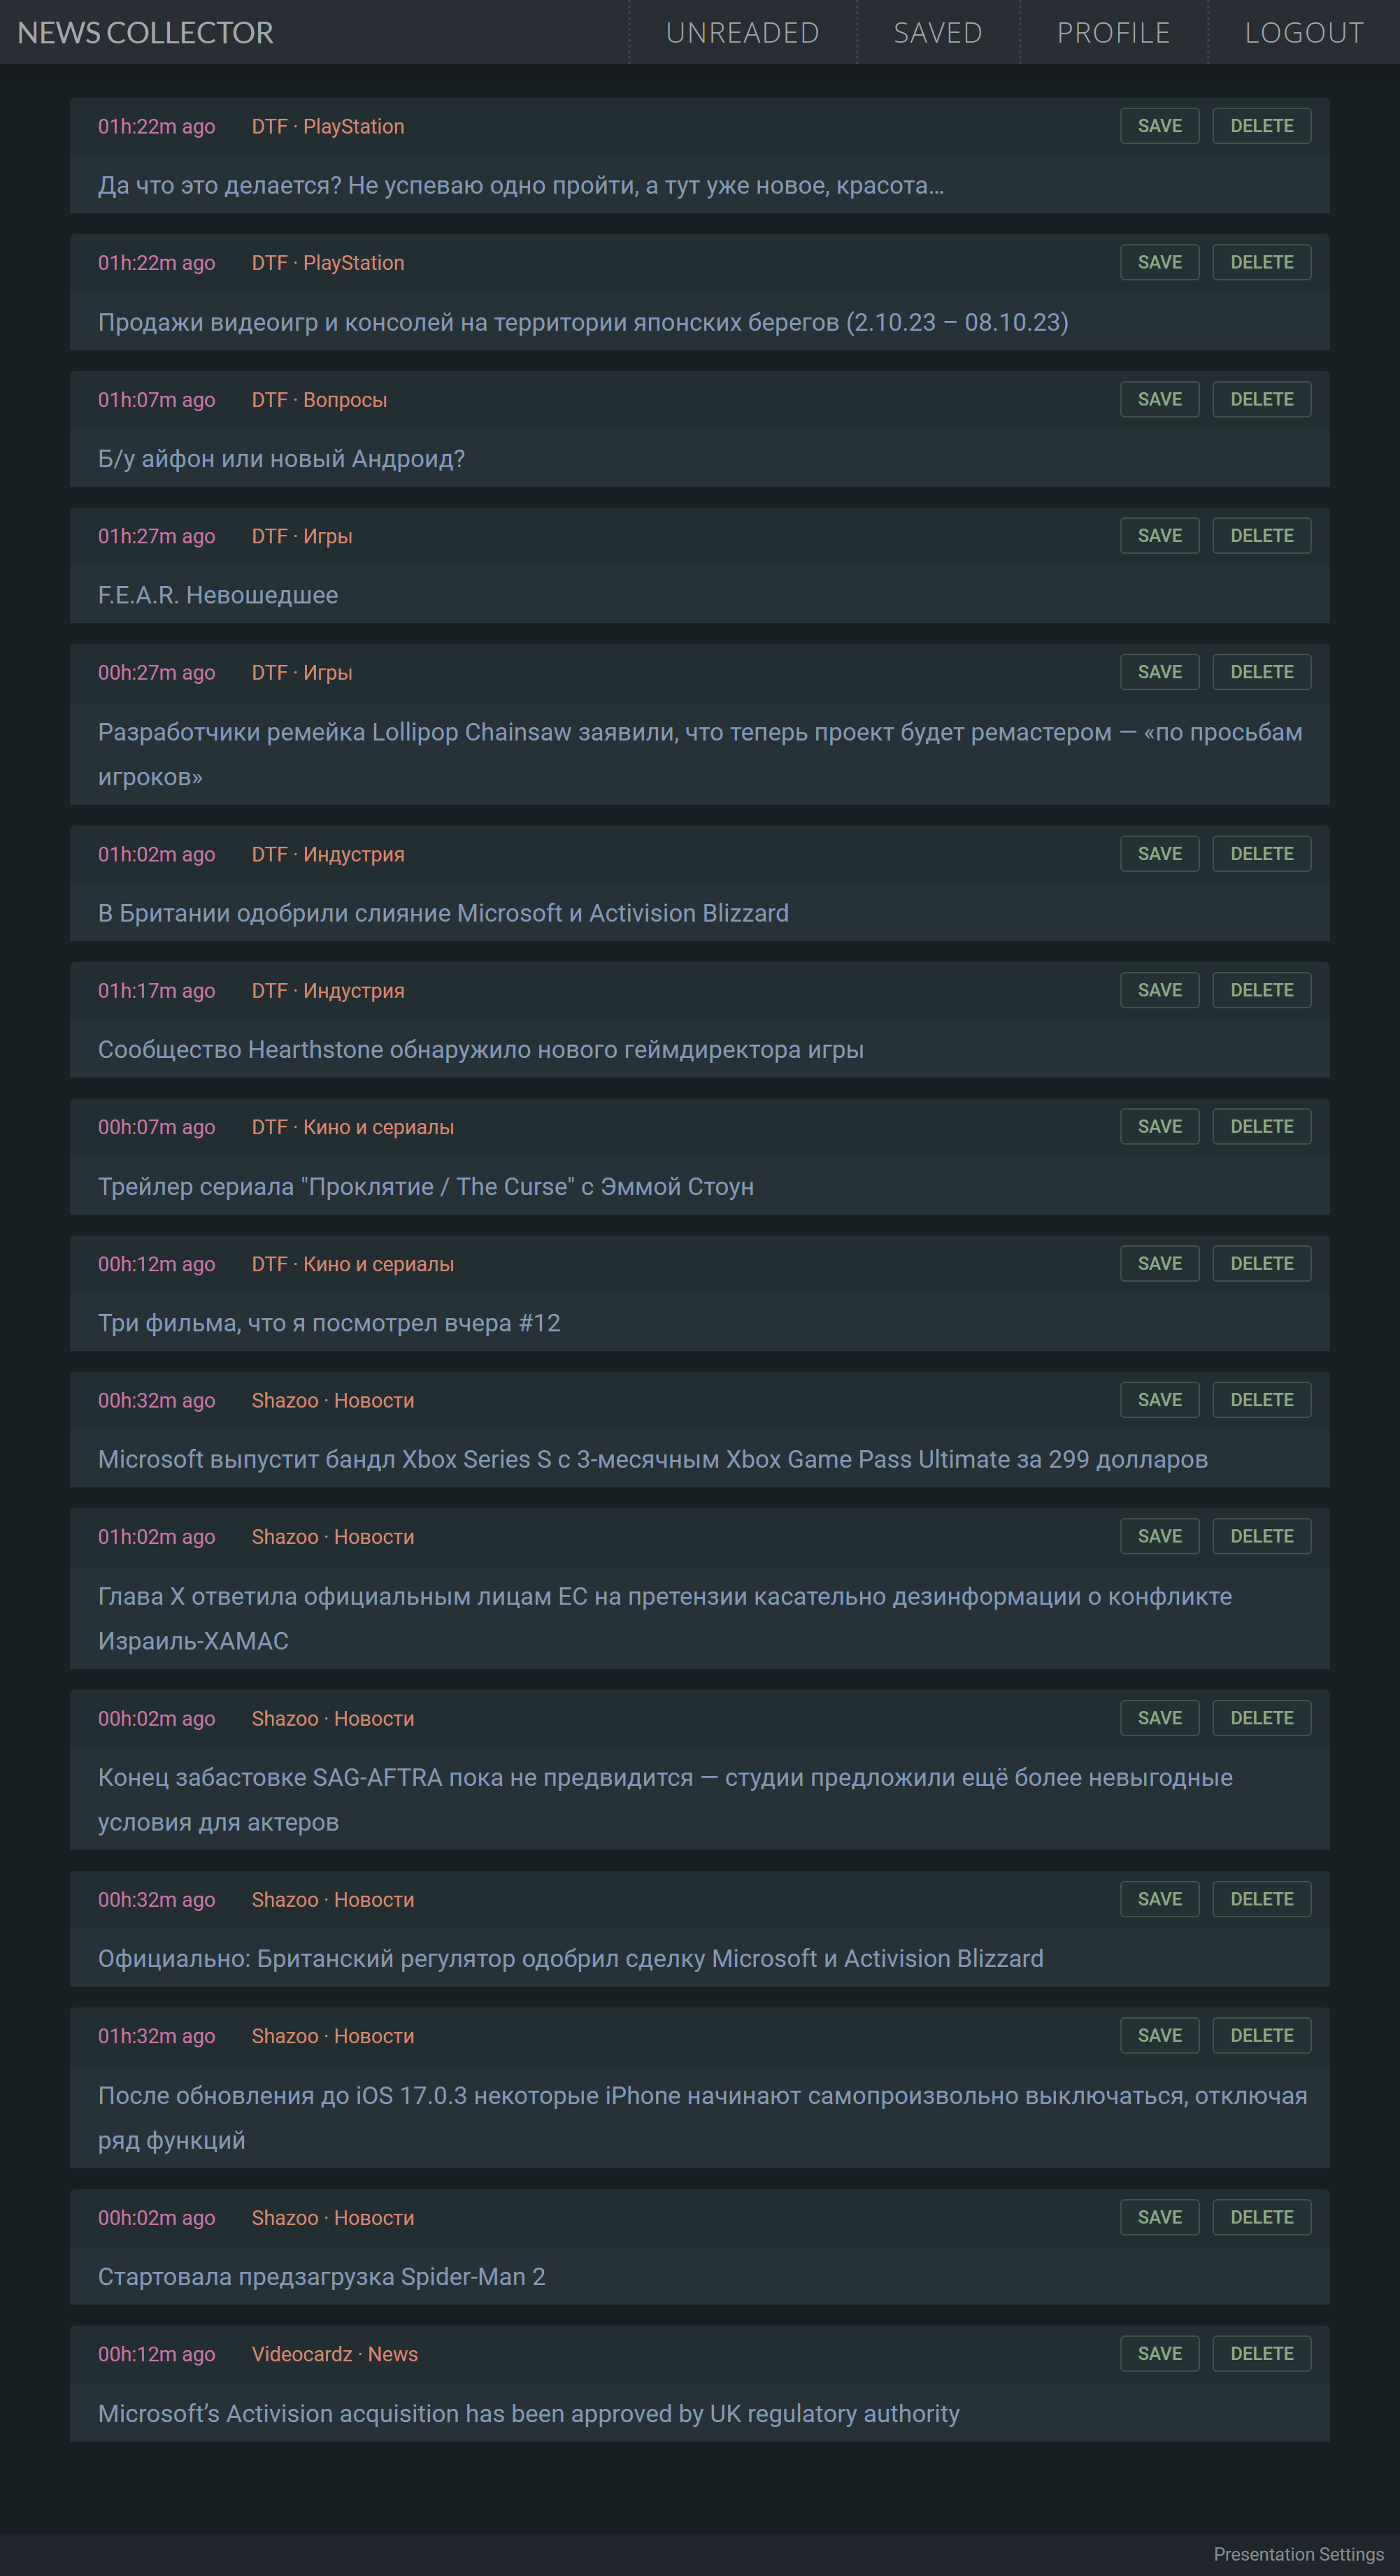 NEWS COLLECTOR UNREADED SAVED PROFILE LOGOUT
01h:22m ago DTF · PlayStation SAVE DELETE
Да что это делается? Не успеваю одно пройти, а тут уже новое, красота…
01h:22m ago DTF · PlayStation SAVE DELETE
Продажи видеоигр и консолей на территории японских берегов (2.10.23 – 08.10.23)
01h:07m ago DTF · Вопросы SAVE DELETE
Б/у айфон или новый Андроид?
01h:27m ago DTF · Игры SAVE DELETE
F.E.A.R. Невошедшее
00h:27m ago DTF · Игры SAVE DELETE
Разработчики ремейка Lollipop Chainsaw заявили, что теперь проект будет ремастером — «по просьбам
игроков»
01h:02m ago DTF · Индустрия SAVE DELETE
В Британии одобрили слияние Microsoft и Activision Blizzard
01h:17m ago DTF · Индустрия SAVE DELETE
Сообщество Hearthstone обнаружило нового геймдиректора игры
00h:07m ago DTF · Кино и сериалы SAVE DELETE
Трейлер сериала "Проклятие / The Curse" с Эммой Стоун
00h:12m ago DTF · Кино и сериалы SAVE DELETE
Три фильма, что я посмотрел вчера #12
00h:32m ago Shazoo · Новости SAVE DELETE
Microsoft выпустит бандл Xbox Series S с 3-месячным Xbox Game Pass Ultimate за 299 долларов
01h:02m ago Shazoo · Новости SAVE DELETE
Глава X ответила официальным лицам ЕС на претензии касательно дезинформации о конфликте
Израиль-ХАМАС
00h:02m ago Shazoo · Новости SAVE DELETE
Конец забастовке SAG-AFTRA пока не предвидится — студии предложили ещё более невыгодные
условия для актеров
00h:32m ago Shazoo · Новости SAVE DELETE
Официально: Британский регулятор одобрил сделку Microsoft и Activision Blizzard
01h:32m ago Shazoo · Новости SAVE DELETE
После обновления до iOS 17.0.3 некоторые iPhone начинают самопроизвольно выключаться, отключая
ряд функций
00h:02m ago Shazoo · Новости SAVE DELETE
Стартовала предзагрузка Spider-Man 2
00h:12m ago Videocardz · News SAVE DELETE
Microsoft’s Activision acquisition has been approved by UK regulatory authority
Presentation Settings